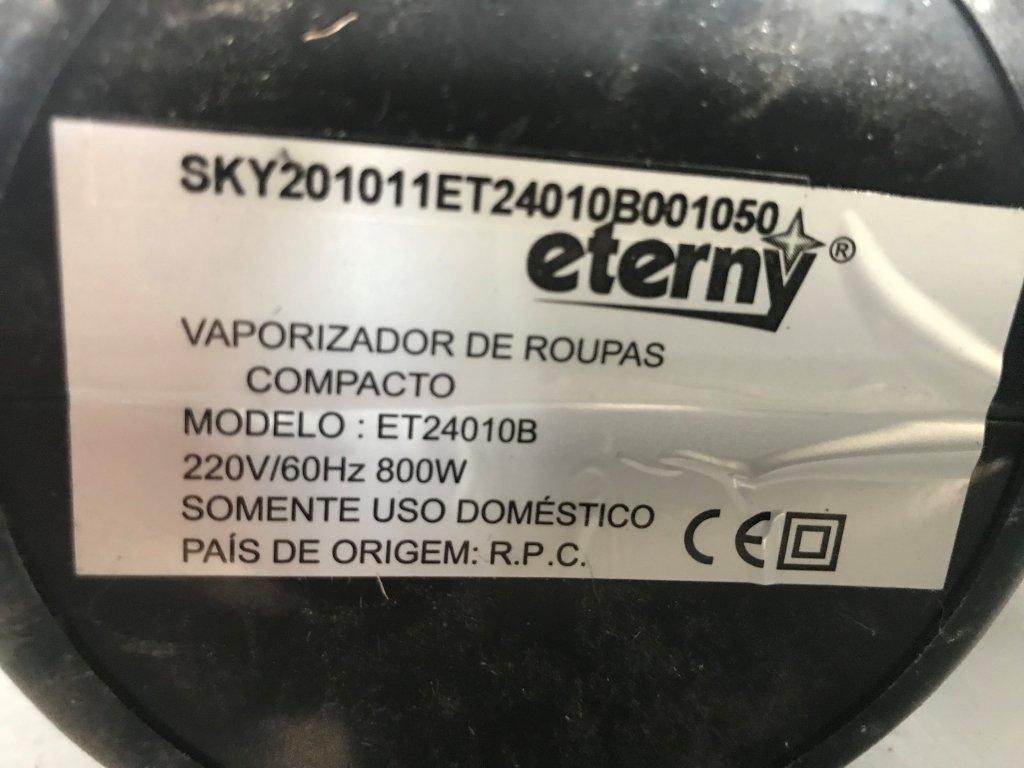 SKY201011ET24010B001050
eterny®
VAPORIZADOR DE ROUPAS
COMPACTO
MODELO : ET24010B
220V/60Hz 800W
SOMENTE USO DOMÉSTICO
PAÍS DE ORIGEM: R.P.C.
CE